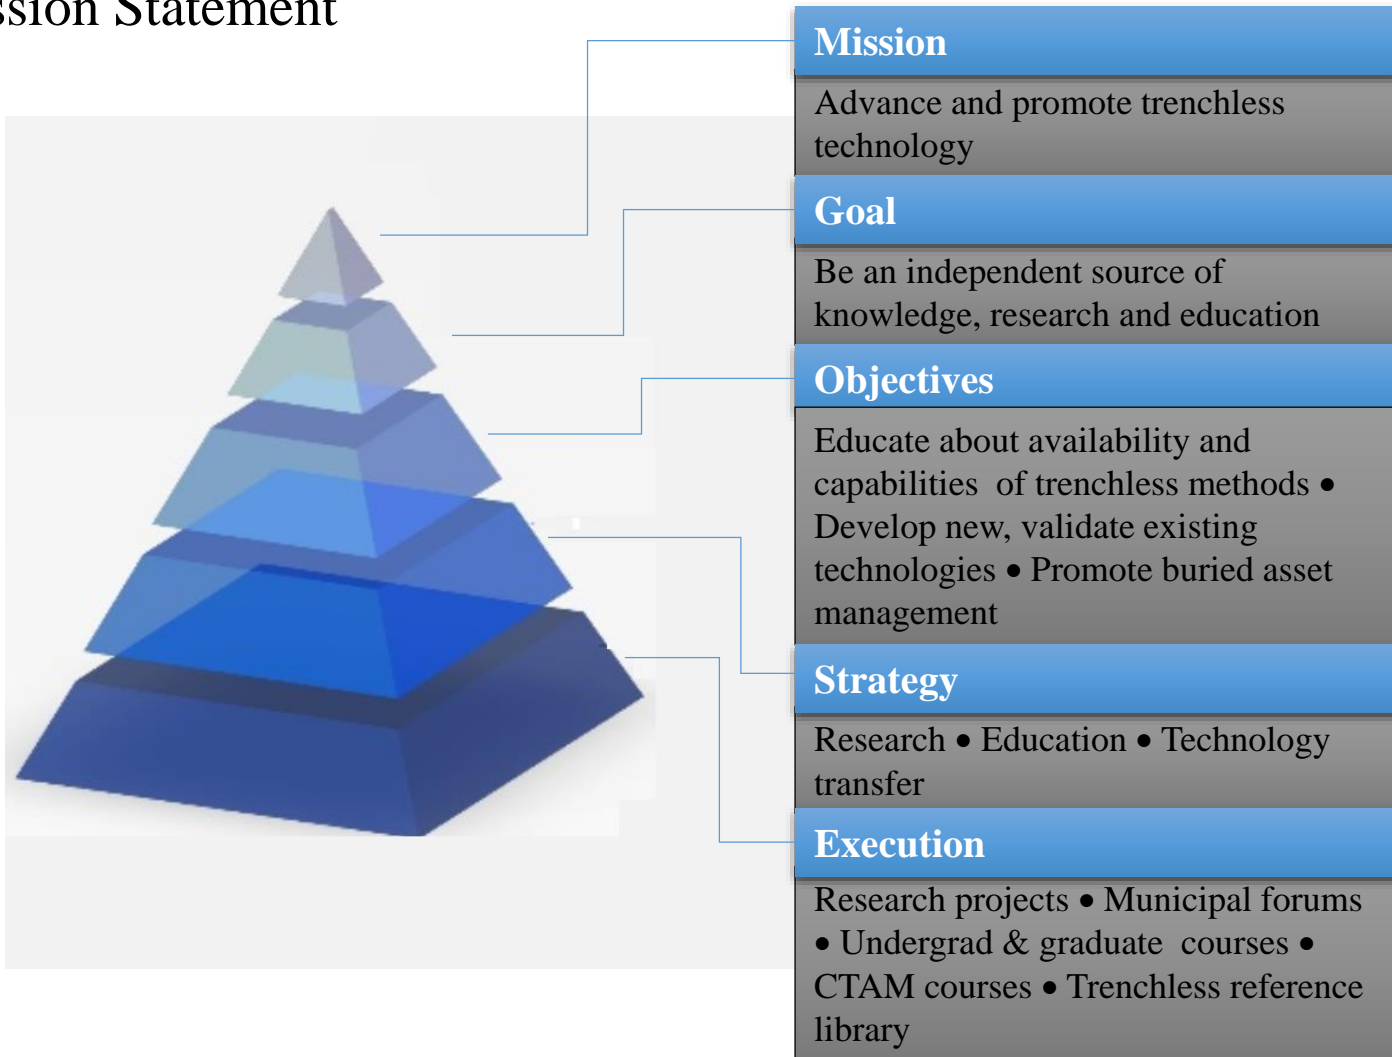 ssion Statement
Mission
Advance and promote trenchless
technology
Goal
Be an independent source of
knowledge, research and education
Objectives
Educate about availability and
capabilities  of trenchless methods •
Develop new, validate existing
technologies • Promote buried asset
management
Strategy
Research • Education • Technology
transfer
Execution
Research projects • Municipal forums
• Undergrad & graduate  courses •
CTAM courses • Trenchless reference
library